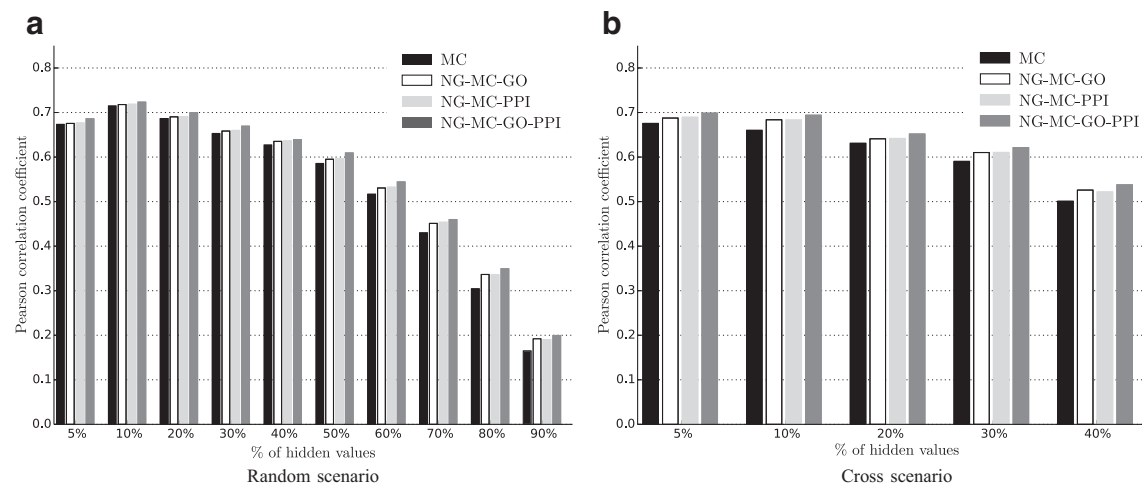 a
MC
NG-MC-GO
NG-MC-PPI
NG-MC-GO-PPI
Pearson correlation coefficient
0.8
0.7
0.6
0.5
0.4
0.3
0.2
0.1
0.0
5% 10% 20% 30% 40% 50% 60% 70% 80% 90%
% of hidden values
Random scenario
b
MC
NG-MC-GO
NG-MC-PPI
NG-MC-GO-PPI
Pearson correlation coefficient
0.8
0.7
0.6
0.5
0.4
0.3
0.2
0.1
0.0
5% 10% 20% 30% 40%
% of hidden values
Cross scenario